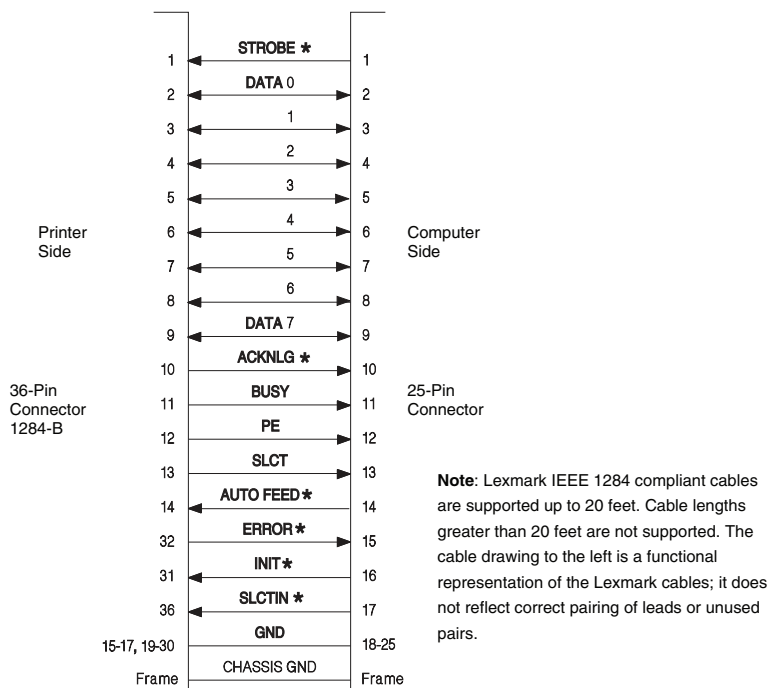 1 STROBE * 1
2 DATA 0 2
3 1 3
4 2 4
5 3 5
Printer
Side
6 4 6
Computer
Side
7 5 7
8 6 8
9 DATA 7 9
10 ACKNLG * 10
36-Pin
Connector
1284-B
11 BUSY 11
25-Pin
Connector
12 PE 12
13 SLCT 13
14 AUTO FEED * 14
32 ERROR * 15
31 INIT * 16
36 SLCTIN * 17
15-17, 19-30 GND 18-25
Frame CHASSIS GND Frame
Note: Lexmark IEEE 1284 compliant cables
are supported up to 20 feet. Cable lengths
greater than 20 feet are not supported. The
cable drawing to the left is a functional
representation of the Lexmark cables; it does
not reflect correct pairing of leads or unused
pairs.